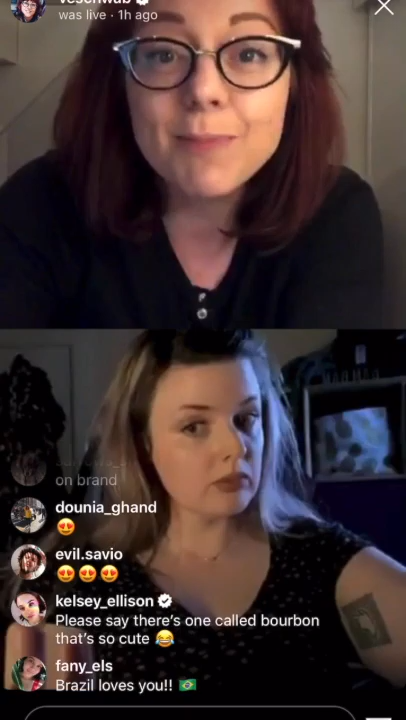 veschwab
was live · 1h ago
on brand
dounia_ghand
😍
evil.savio
😍😍😍
kelsey_ellison
Please say there's one called bourbon
that's so cute 😂
fany_els
Brazil loves you!! 🇧🇷